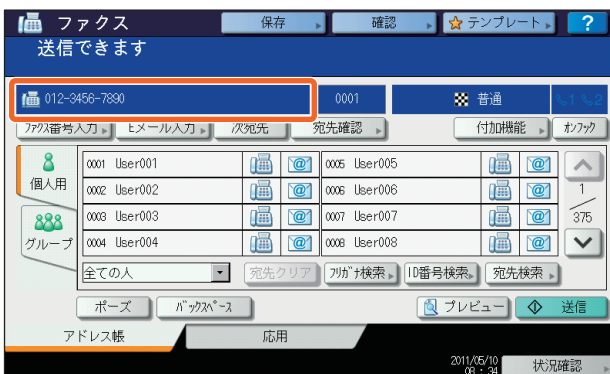 ファクス 保存 確認 テンプレート ?
送信できます
012-3456-7890 0001 普通 1 2
ファクス番号入力 Eメール入力 次宛先 宛先確認 付加機能 オンフック
個人用
グループ
0001 User001 0005 User005
0002 User002 0006 User006
0003 User003 0007 User007
0004 User004 0008 User008
1
375
全ての人 宛先クリア フリガナ検索 ID番号検索 宛先検索
ポーズ バックスペース プレビュー 送信
アドレス帳 応用
2011/05/10
08 : 34
状況確認